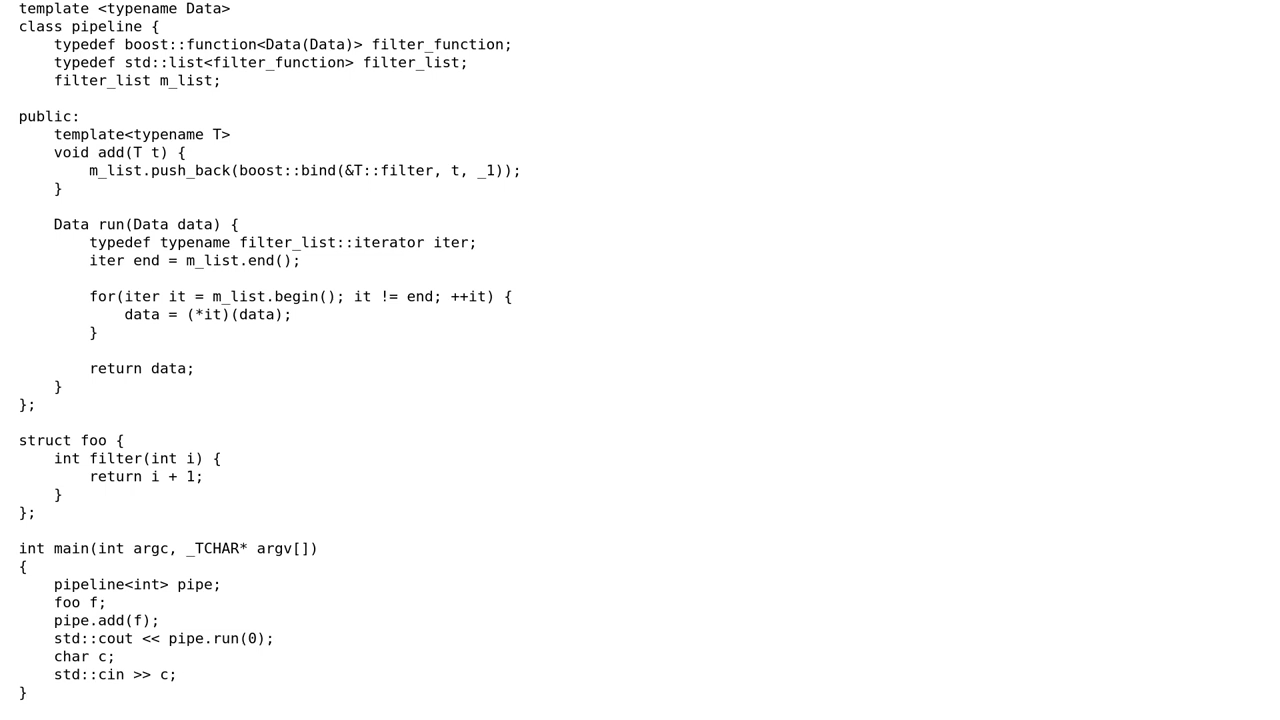 template <typename Data>
class pipeline {
    typedef boost::function<Data(Data)> filter_function;
    typedef std::list<filter_function> filter_list;
    filter_list m_list;

public:
    template<typename T>
    void add(T t) {
        m_list.push_back(boost::bind(&T::filter, t, _1));
    }

    Data run(Data data) {
        typedef typename filter_list::iterator iter;
        iter end = m_list.end();

        for(iter it = m_list.begin(); it != end; ++it) {
            data = (*it)(data);
        }

        return data;
    }
};

struct foo {
    int filter(int i) {
        return i + 1;
    }
};

int main(int argc, _TCHAR* argv[])
{
    pipeline<int> pipe;
    foo f;
    pipe.add(f);
    std::cout << pipe.run(0);
    char c;
    std::cin >> c;
}